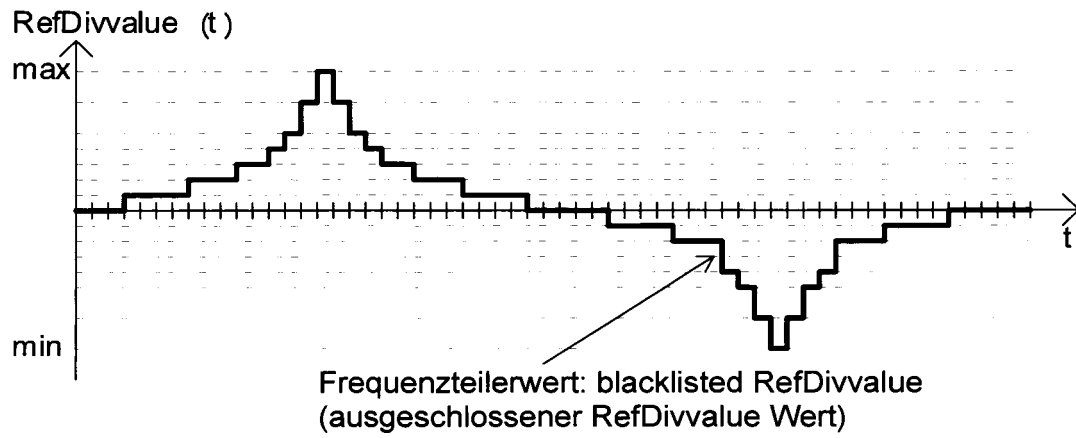 RefDivvalue (t)
max
t
min
Frequenzteilerwert: blacklisted RefDivvalue
(ausgeschlossener RefDivvalue Wert)